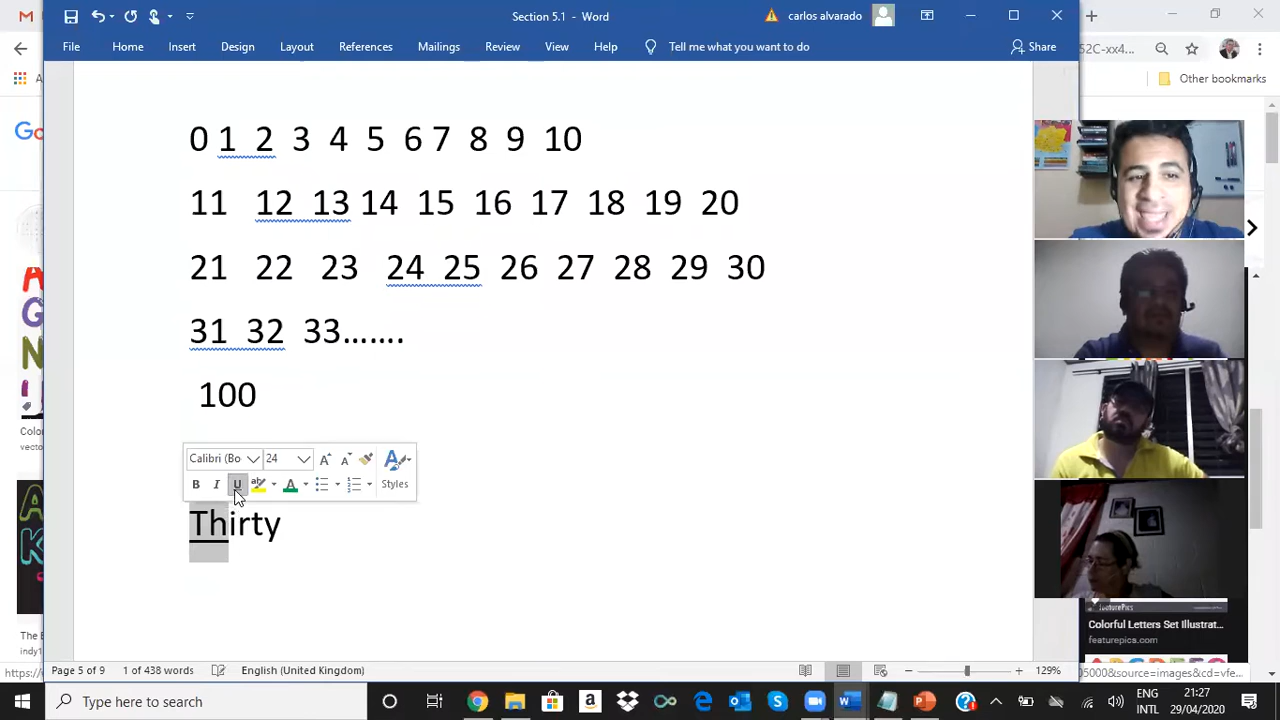 Section 5.1 - Word
carlos alvarado
File Home Insert Design Layout References Mailings Review View Help Tell me what you want to do Share
52C-xx4...
Other bookmarks
0 1 2 3 4 5 6 7 8 9 10
11 12 13 14 15 16 17 18 19 20
21 22 23 24 25 26 27 28 29 30
31 32 33.......
100
Calibri (Bo 24
B I U Styles
Thirty
Colorful Letters Set Illustrat...
featurepics.com
Page 5 of 9 1 of 438 words English (United Kingdom) 129%
Type here to search
ENG
INTL
21:27
29/04/2020